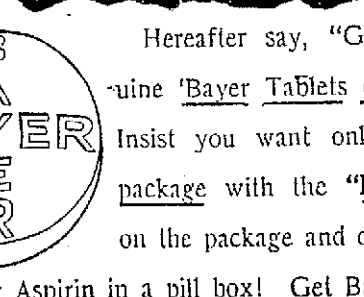 Hereafter say, "G
-uine 'Bayer Tablets
YER
Insist you want onl
package with the "
on the package and
Aspirin in a pill box! Get B